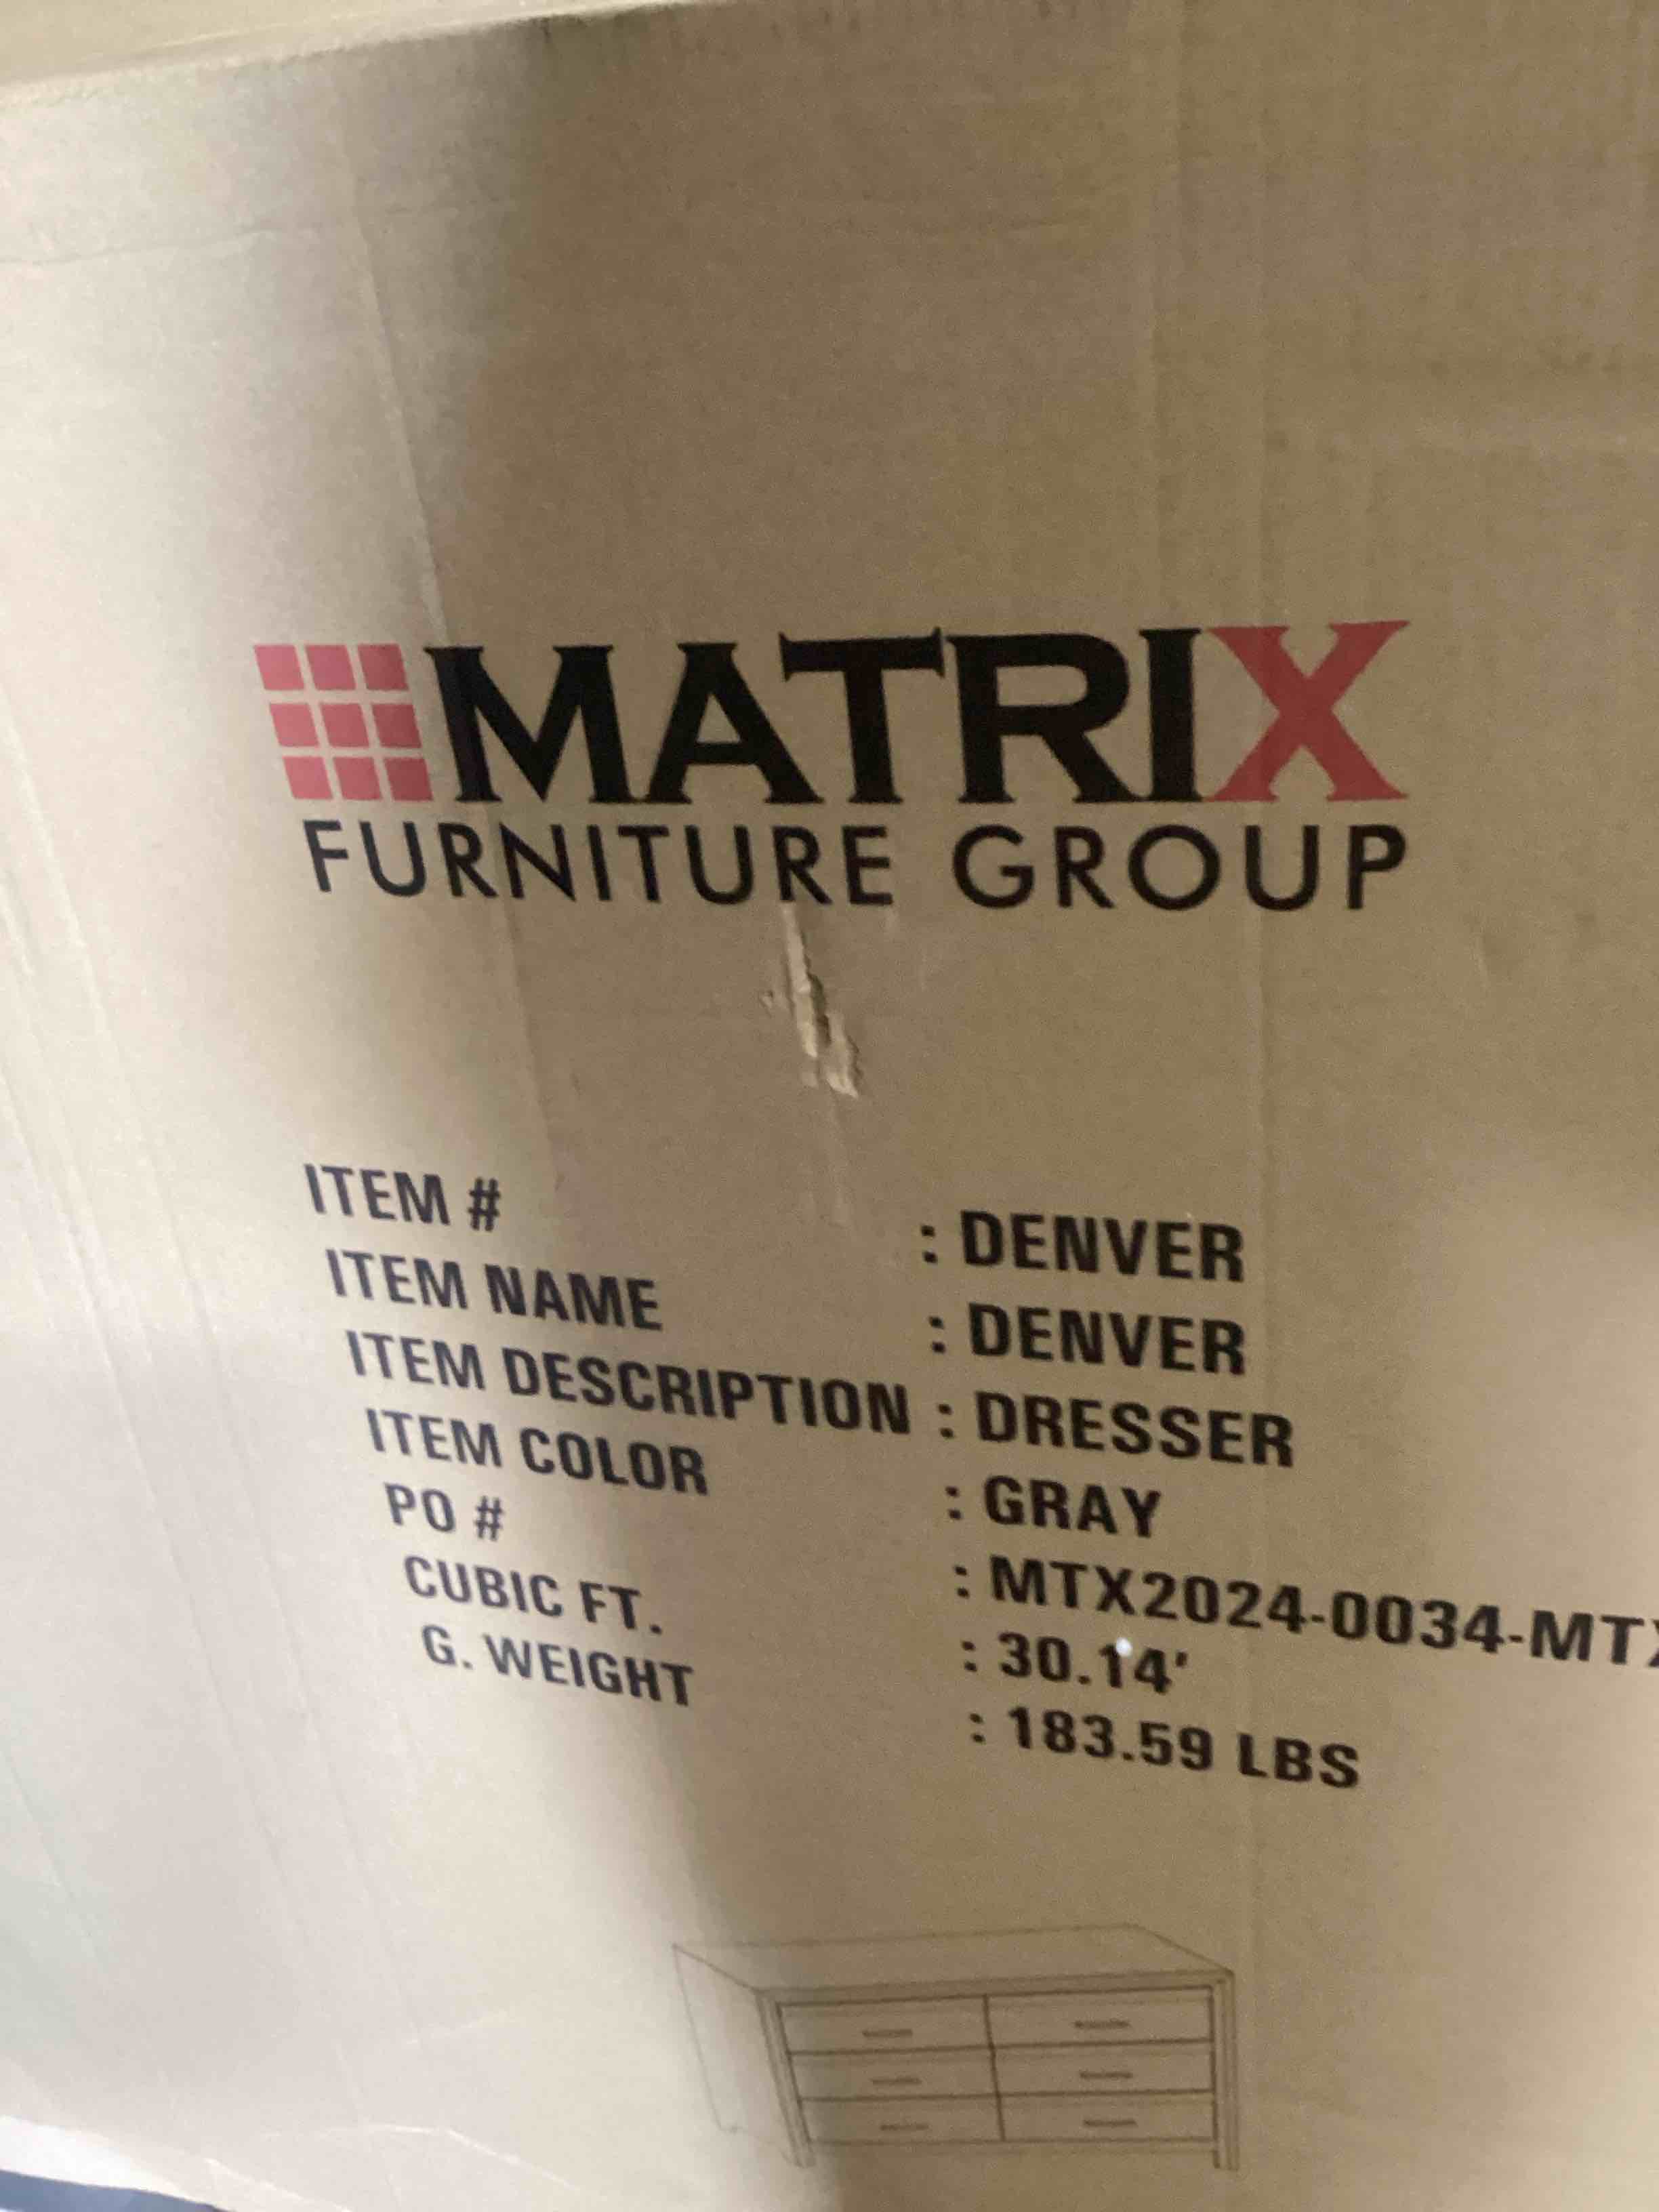 MATRIX
FURNITURE GROUP
ITEM # : DENVER
ITEM NAME : DENVER
ITEM DESCRIPTION : DRESSER
ITEM COLOR : GRAY
PO # : MTX2024-0034-MTX
CUBIC FT. : 30.14'
G. WEIGHT : 183.59 LBS